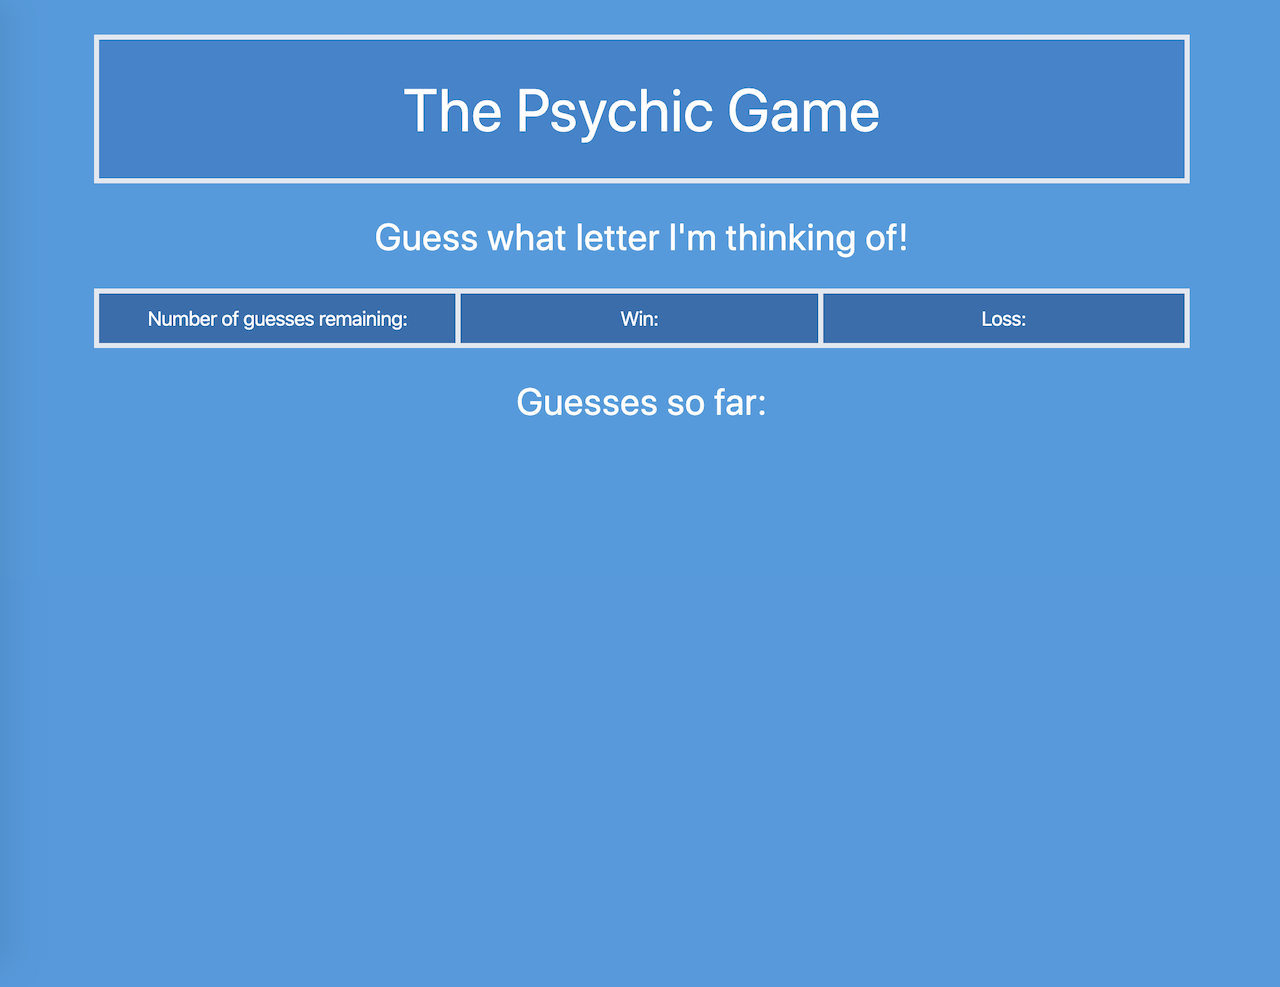 The Psychic Game
Guess what letter I'm thinking of!
Number of guesses remaining:
Win:
Loss:
Guesses so far: